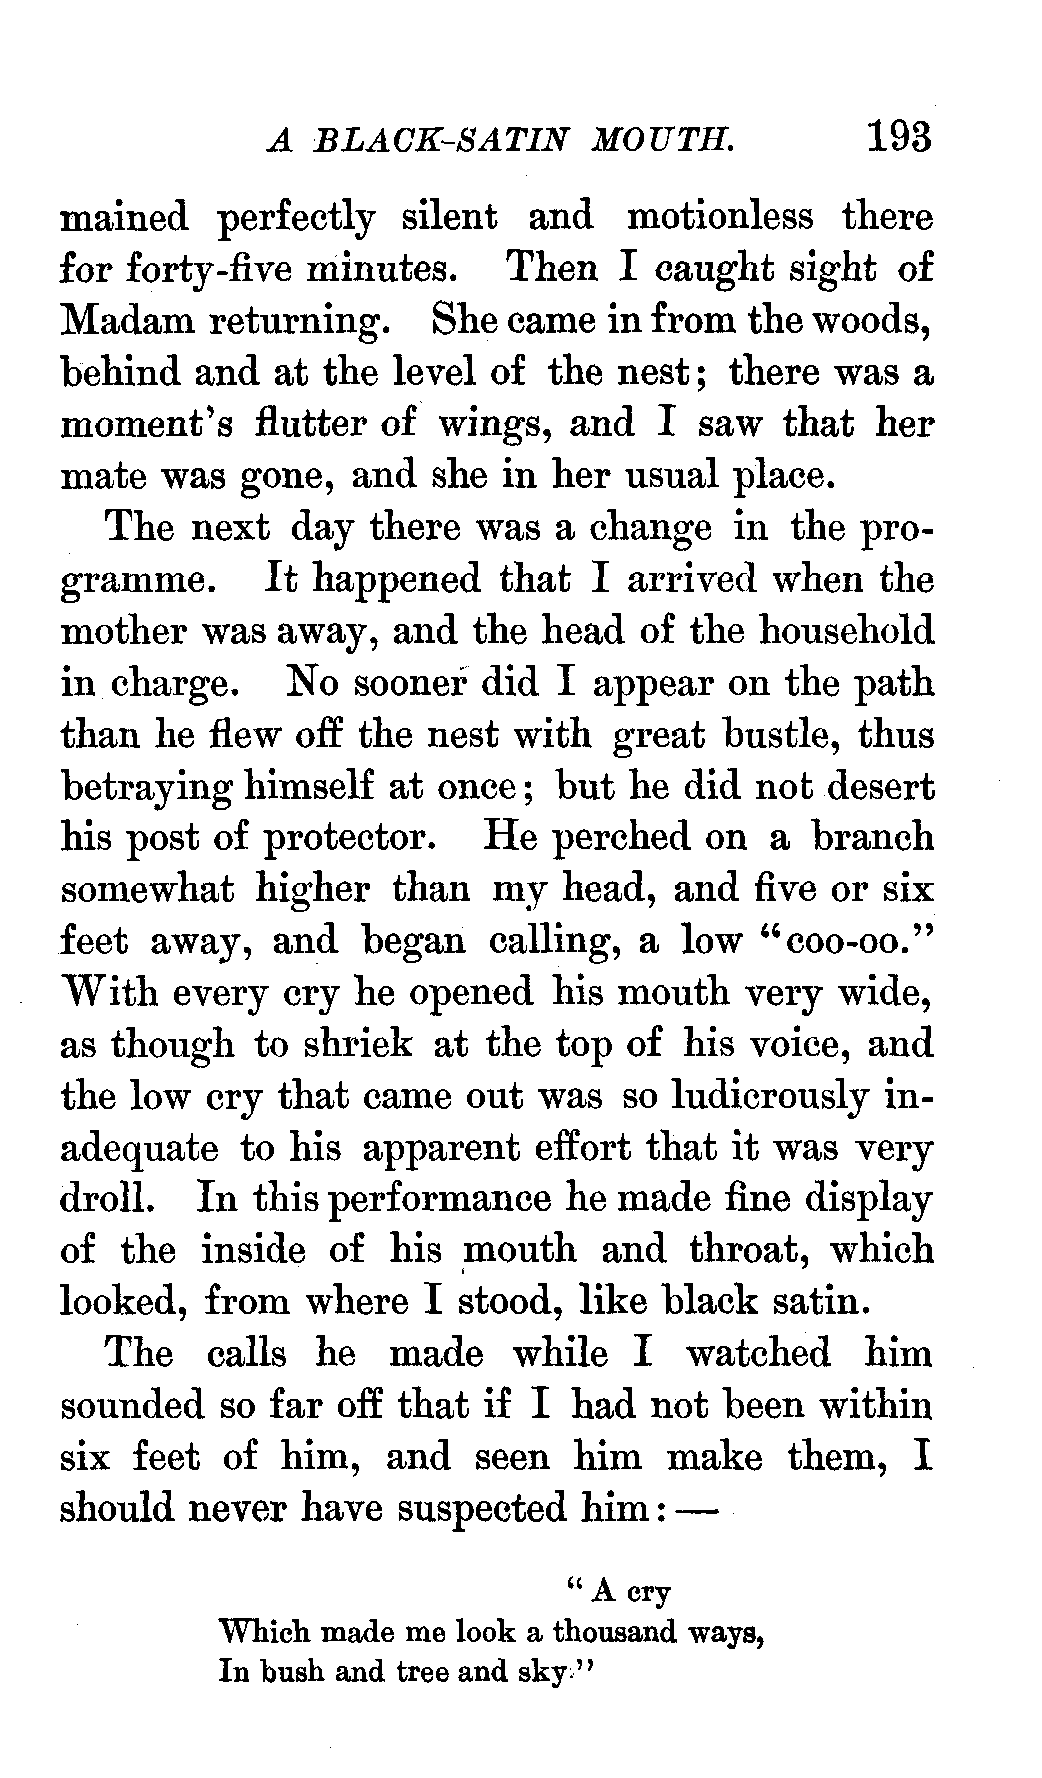 A BLACK-SATIN MOUTH. 193
mained perfectly silent and motionless there
for forty-five minutes. Then I caught sight of
Madam returning. She came in from the woods,
behind and at the level of the nest; there was a
moment's flutter of wings, and I saw that her
mate was gone, and she in her usual place.
The next day there was a change in the pro-
gramme. It happened that I arrived when the
mother was away, and the head of the household
in charge. No sooner did I appear on the path
than he flew off the nest with great bustle, thus
betraying himself at once; but he did not desert
his post of protector. He perched on a branch
somewhat higher than my head, and five or six
feet away, and began calling, a low "coo-oo."
With every cry he opened his mouth very wide,
as though to shriek at the top of his voice, and
the low cry that came out was so ludicrously in-
adequate to his apparent effort that it was very
droll. In this performance he made fine display
of the inside of his mouth and throat, which
looked, from where I stood, like black satin.
The calls he made while I watched him
sounded so far off that if I had not been within
six feet of him, and seen him make them, I
should never have suspected him: —
"A cry
Which made me look a thousand ways,
In bush and tree and sky."